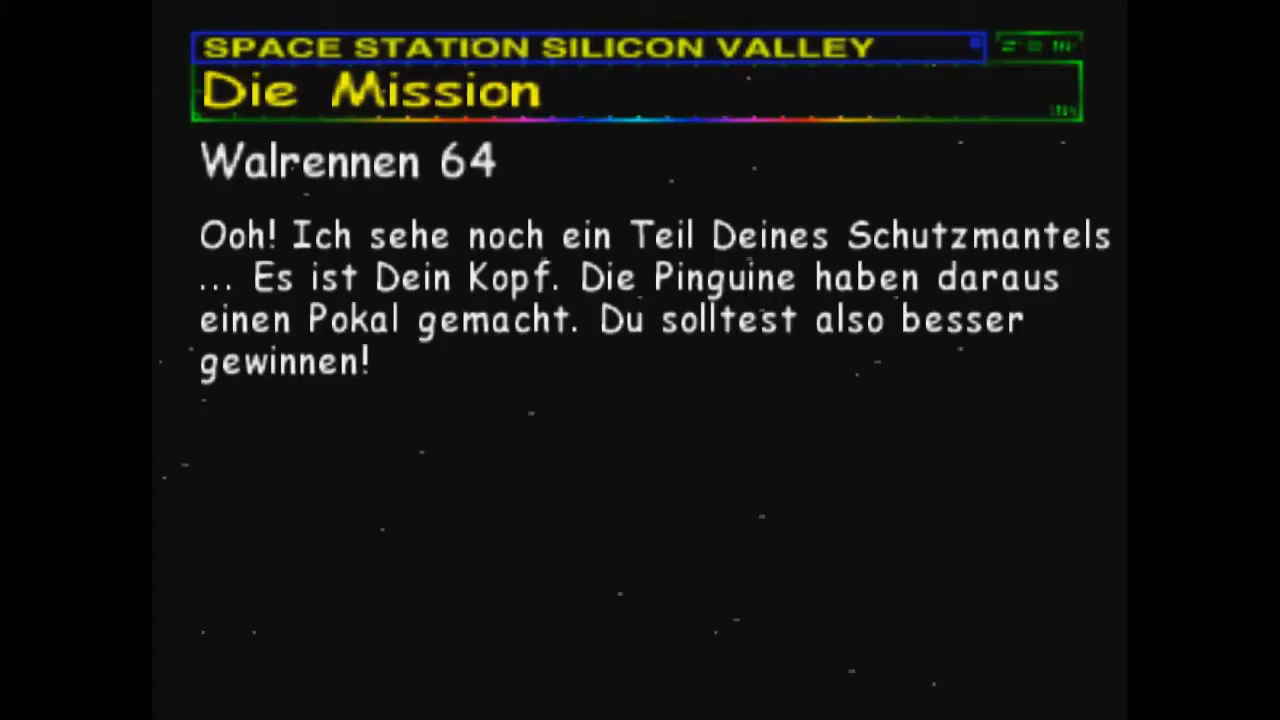 SPACE STATION SILICON VALLEY
Die Mission
Walrennen 64
Ooh! Ich sehe noch ein Teil Deines Schutzmantels
... Es ist Dein Kopf. Die Pinguine haben daraus
einen Pokal gemacht. Du solltest also besser
gewinnen!